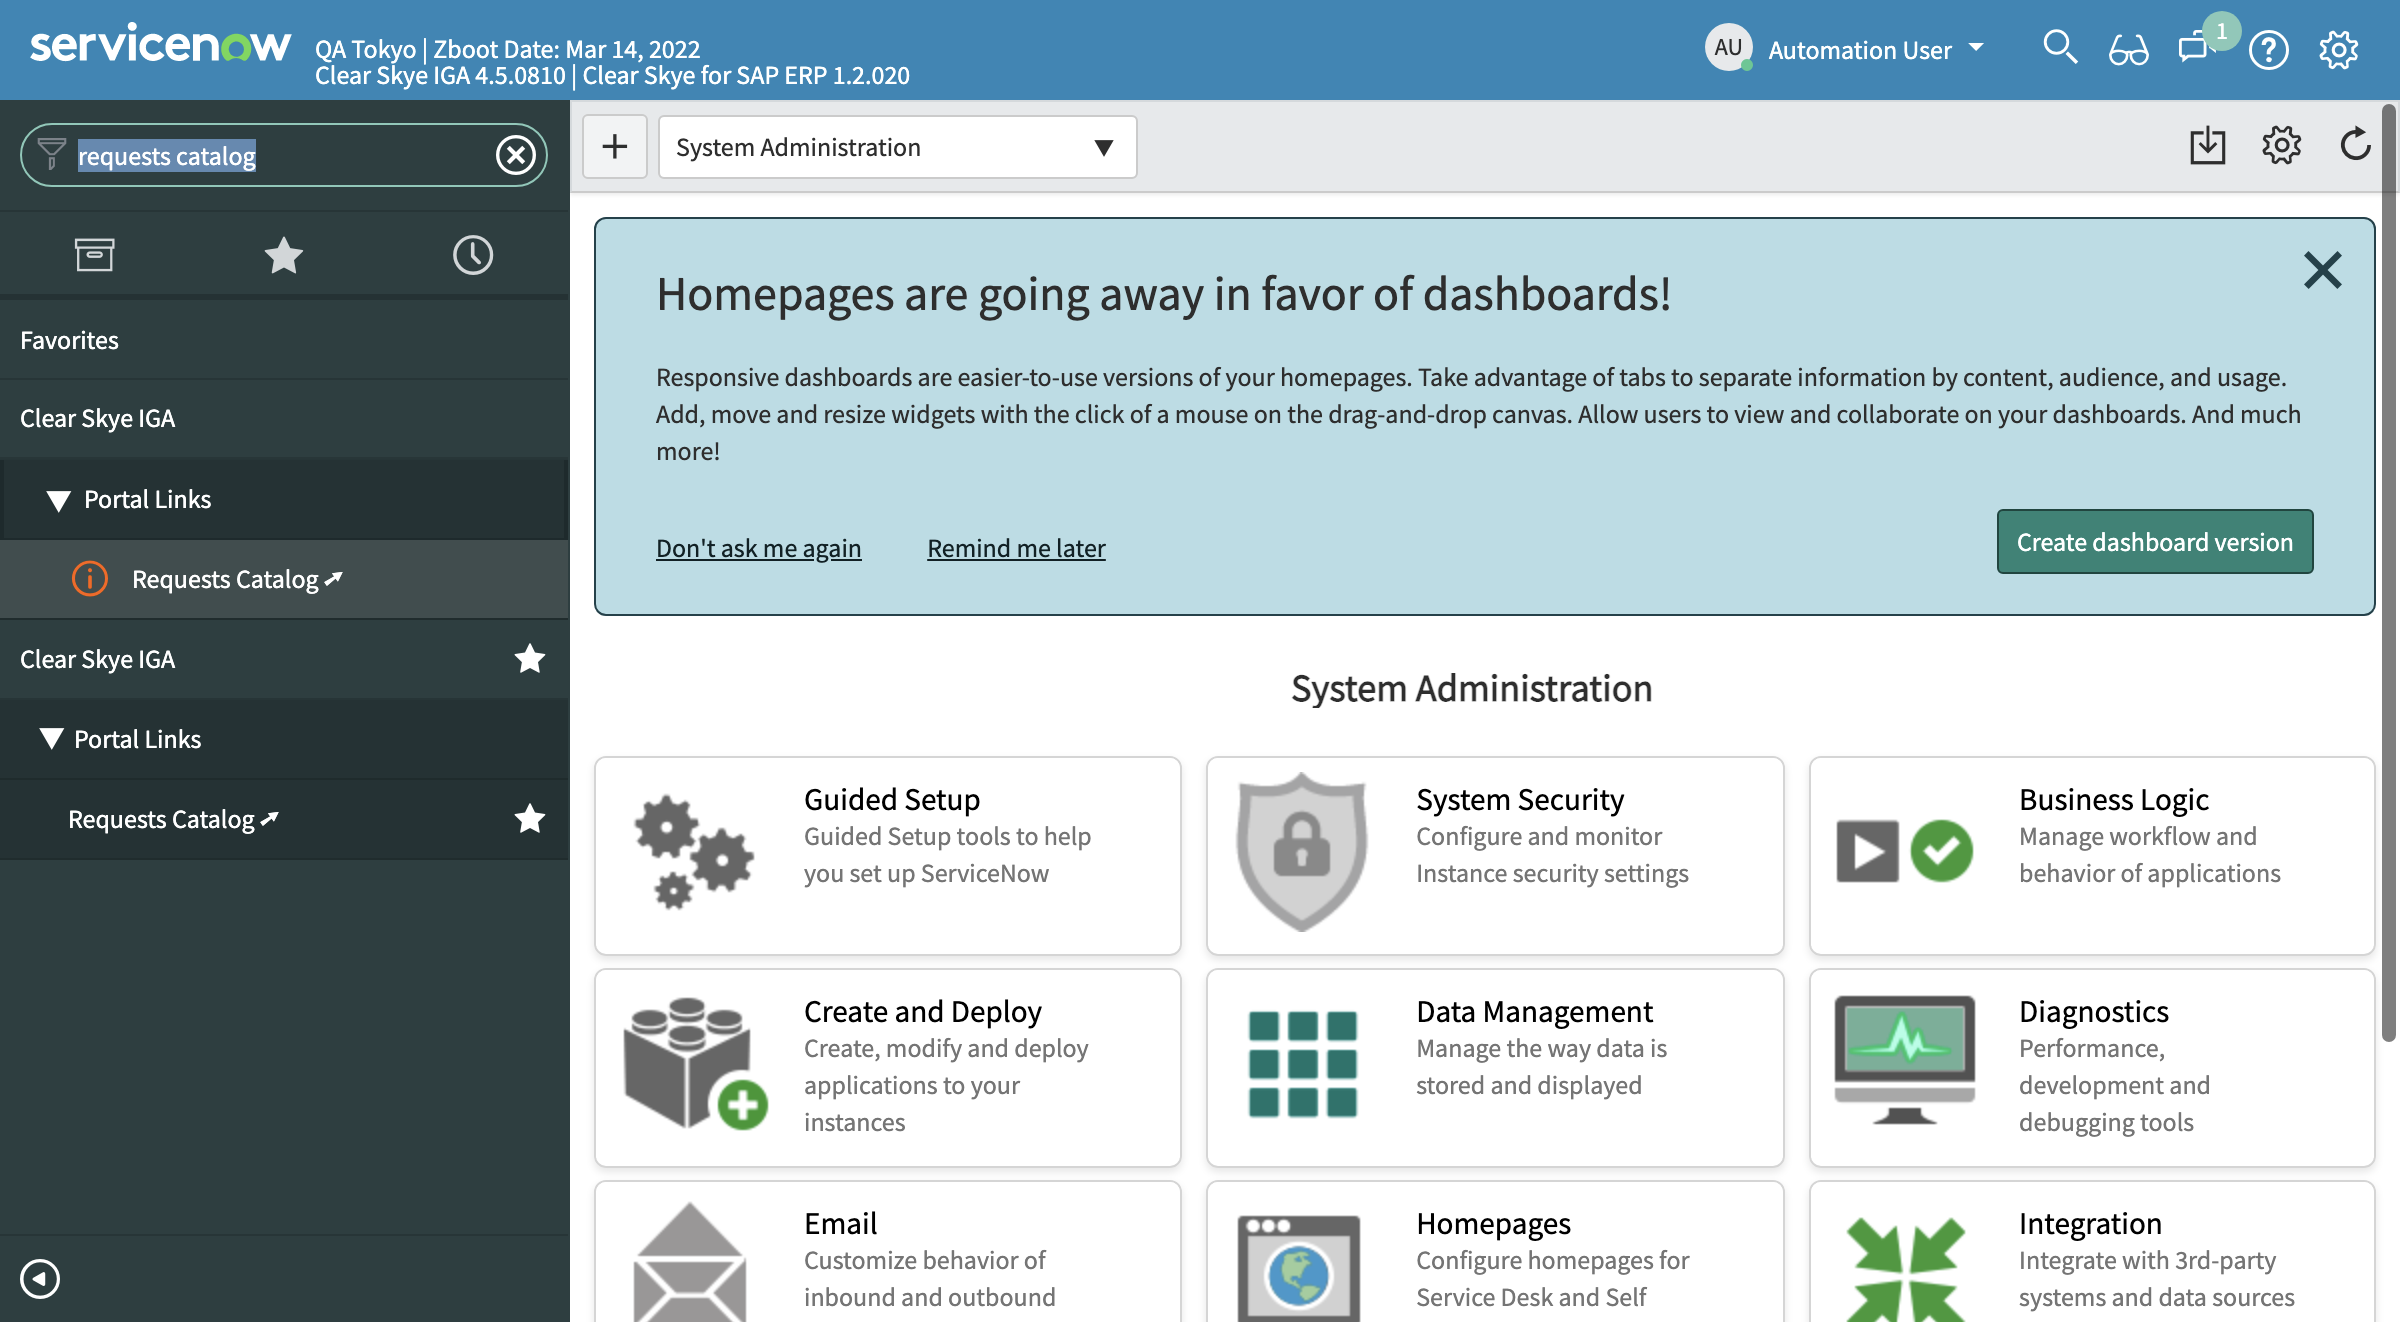 servicenow
QA Tokyo | Zboot Date: Mar 14, 2022
Clear Skye IGA 4.5.0810 | Clear Skye for SAP ERP 1.2.020
AU
Automation User
1
requests catalog
Favorites
Clear Skye IGA
Portal Links
Requests Catalog
Clear Skye IGA
Portal Links
Requests Catalog
System Administration
Homepages are going away in favor of dashboards!
Responsive dashboards are easier-to-use versions of your homepages. Take advantage of tabs to separate information by content, audience, and usage.
Add, move and resize widgets with the click of a mouse on the drag-and-drop canvas. Allow users to view and collaborate on your dashboards. And much
more!
Don't ask me again
Remind me later
Create dashboard version
System Administration
Guided Setup
Guided Setup tools to help
you set up ServiceNow
System Security
Configure and monitor
Instance security settings
Business Logic
Manage workflow and
behavior of applications
Create and Deploy
Create, modify and deploy
applications to your
instances
Data Management
Manage the way data is
stored and displayed
Diagnostics
Performance,
development and
debugging tools
Email
Customize behavior of
inbound and outbound
Homepages
Configure homepages for
Service Desk and Self
Integration
Integrate with 3rd-party
systems and data sources